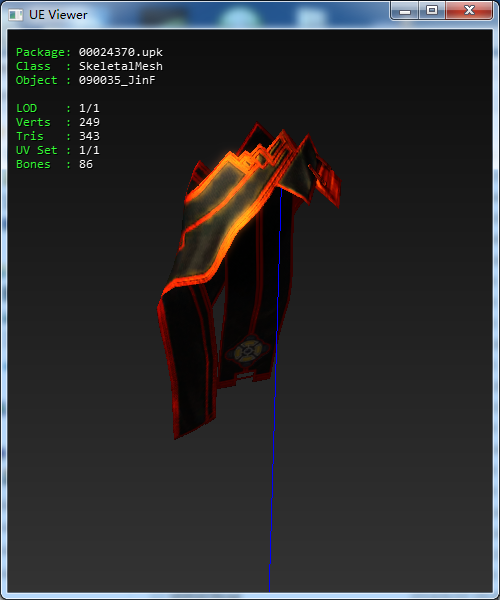 UE Viewer
Package: 00024370.upk
Class : SkeletalMesh
Object : 090035_JinF
LOD : 1/1
Verts : 249
Tris : 343
UV Set : 1/1
Bones : 86